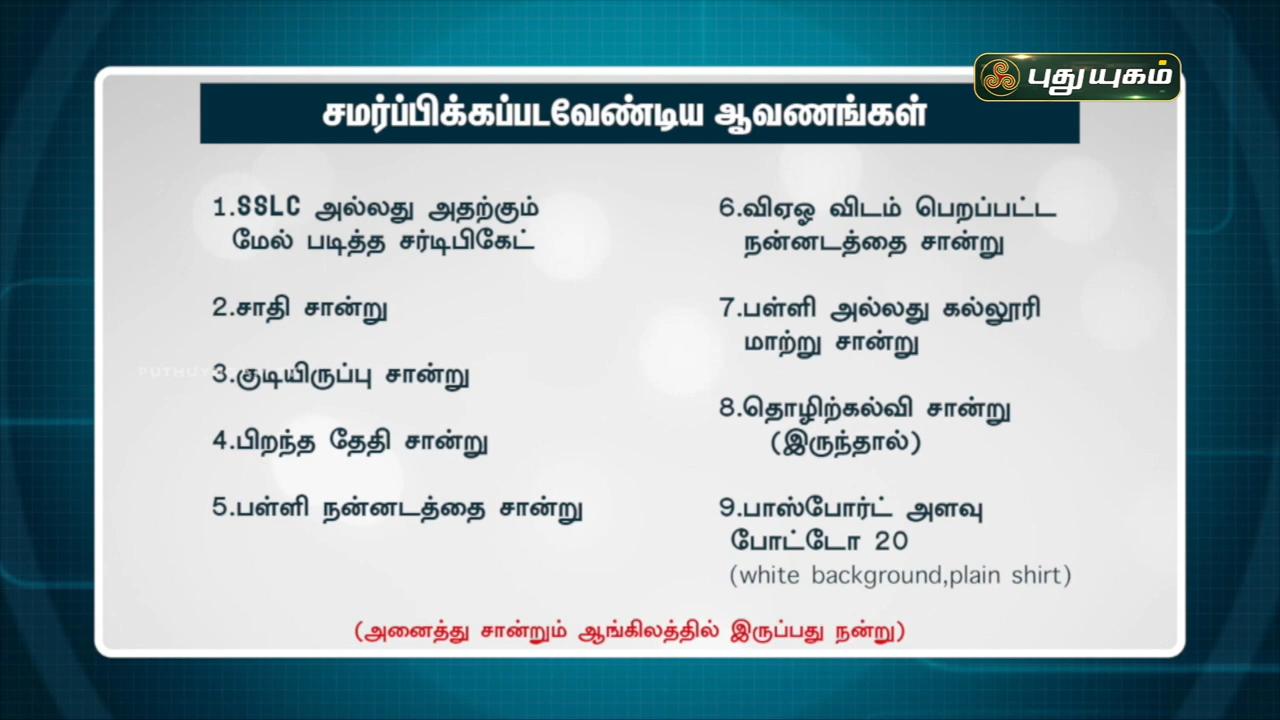 புதுயுகம்
சமர்ப்பிக்கப்படவேண்டிய ஆவணங்கள்
1.SSLC அல்லது அதற்கும்
மேல் படித்த சர்டிபிகேட்
2.சாதி சான்று
3.குடியிருப்பு சான்று
4.பிறந்த தேதி சான்று
5.பள்ளி நன்னடத்தை சான்று
6.விஏஓ விடம் பெறப்பட்ட
நன்னடத்தை சான்று
7.பள்ளி அல்லது கல்லூரி
மாற்று சான்று
8.தொழிற்கல்வி சான்று
(இருந்தால்)
9.பாஸ்போர்ட் அளவு
போட்டோ 20
(white background,plain shirt)
(அனைத்து சான்றும் ஆங்கிலத்தில் இருப்பது நன்று)